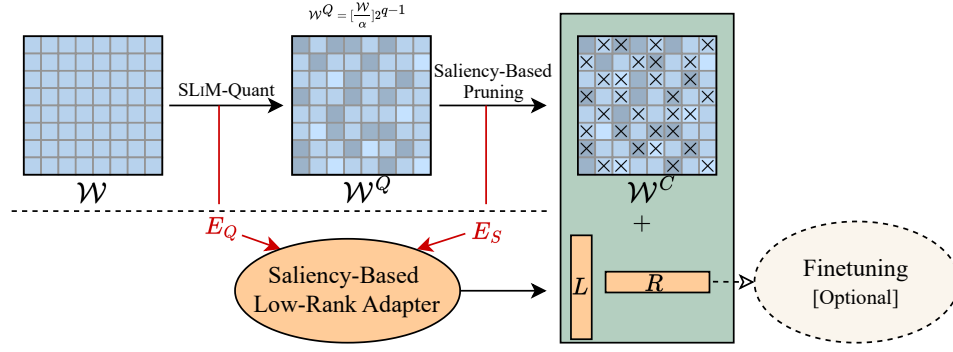 𝒲^Q = [𝒲/α]2^{q−1}
SLiM-Quant
Saliency-Based
Pruning
𝒲
𝒲^Q
𝒲^C
+
E_Q
E_S
Saliency-Based
Low-Rank Adapter
L
R
Finetuning
[Optional]